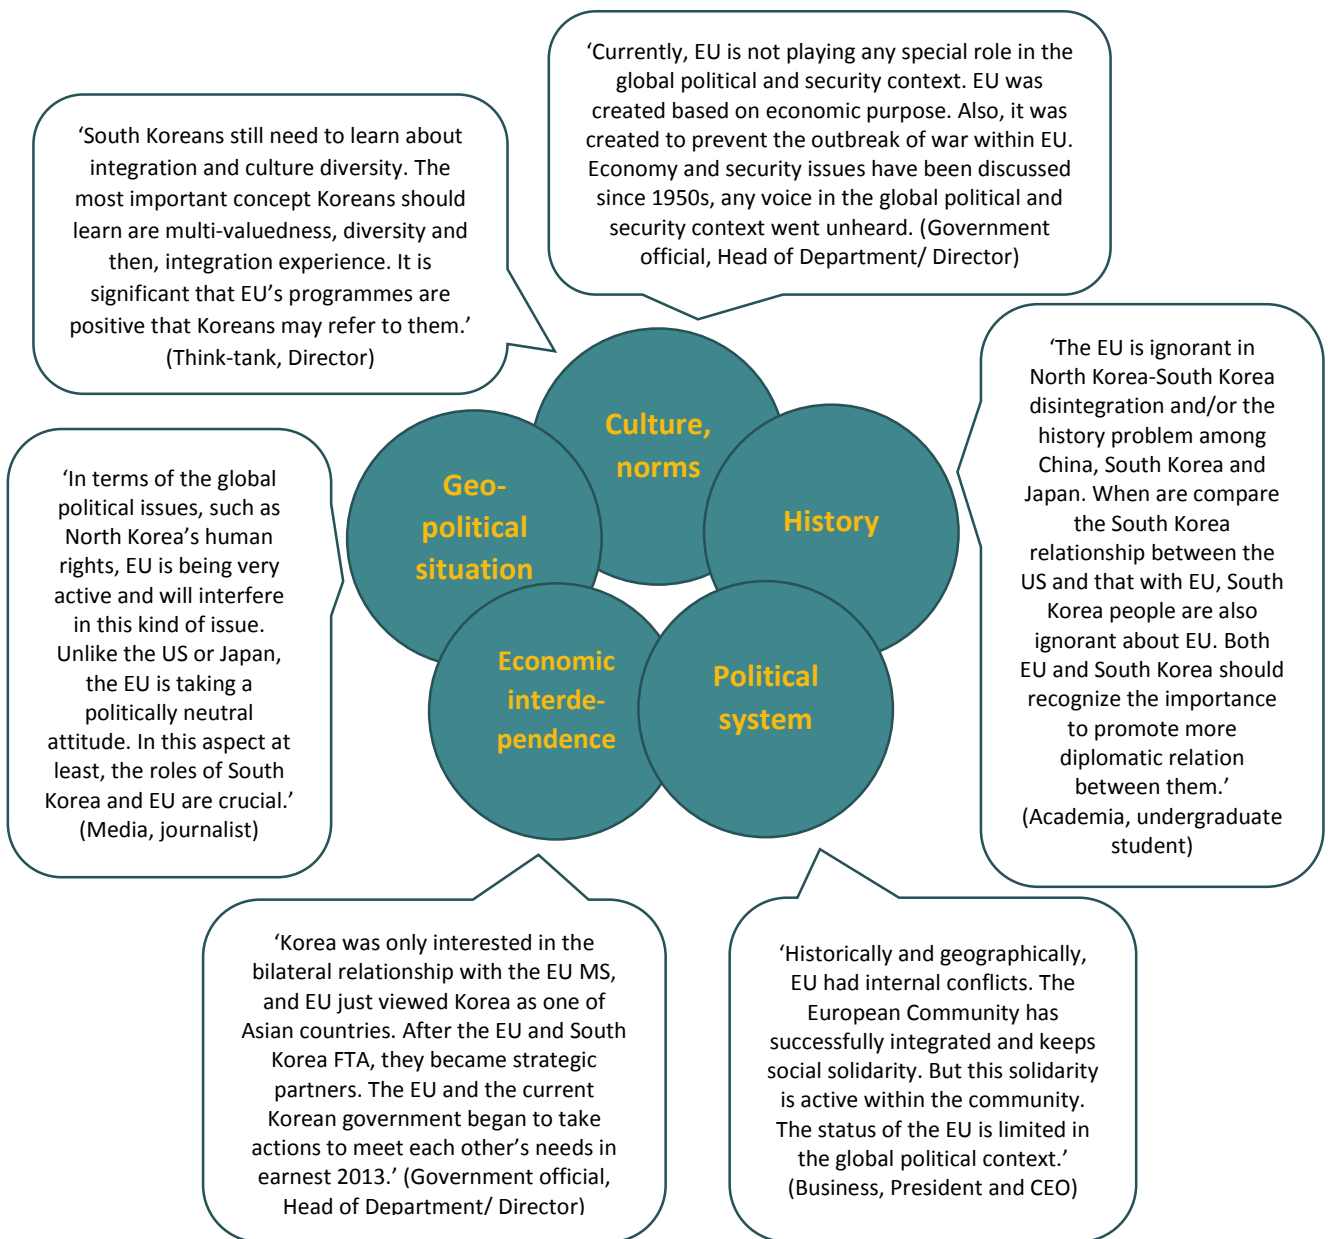 ‘Currently, EU is not playing any special role in the
global political and security context. EU was
created based on economic purpose. Also, it was
created to prevent the outbreak of war within EU.
Economy and security issues have been discussed
since 1950s, any voice in the global political and
security context went unheard. (Government
official, Head of Department/ Director)
‘South Koreans still need to learn about
integration and culture diversity. The
most important concept Koreans should
learn are multi-valuedness, diversity and
then, integration experience. It is
significant that EU’s programmes are
positive that Koreans may refer to them.’
(Think-tank, Director)
‘The EU is ignorant in
North Korea-South Korea
disintegration and/or the
history problem among
China, South Korea and
Japan. When are compare
the South Korea
relationship between the
US and that with EU, South
Korea people are also
ignorant about EU. Both
EU and South Korea should
recognize the importance
to promote more
diplomatic relation
between them.’
(Academia, undergraduate
student)
Culture,
norms
Geo-
political
situation
History
Economic
interde-
pendence
Political
system
‘In terms of the global
political issues, such as
North Korea’s human
rights, EU is being very
active and will interfere
in this kind of issue.
Unlike the US or Japan,
the EU is taking a
politically neutral
attitude. In this aspect at
least, the roles of South
Korea and EU are crucial.’
(Media, journalist)
‘Korea was only interested in the
bilateral relationship with the EU MS,
and EU just viewed Korea as one of
Asian countries. After the EU and South
Korea FTA, they became strategic
partners. The EU and the current
Korean government began to take
actions to meet each other’s needs in
earnest 2013.’ (Government official,
Head of Department/ Director)
‘Historically and geographically,
EU had internal conflicts. The
European Community has
successfully integrated and keeps
social solidarity. But this solidarity
is active within the community.
The status of the EU is limited in
the global political context.’
(Business, President and CEO)